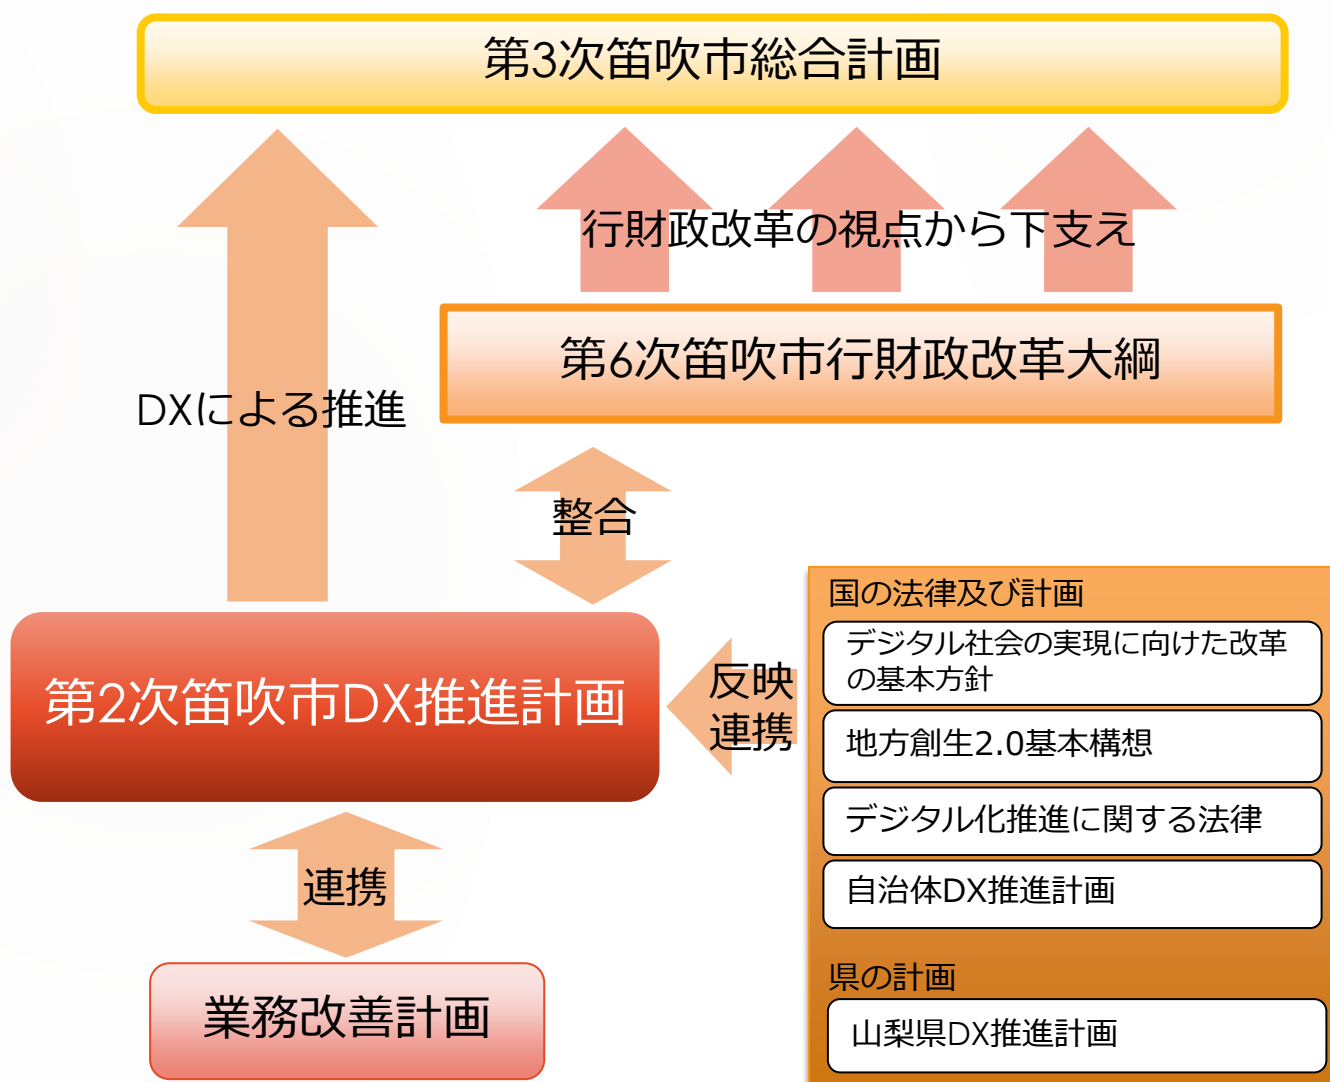 第3次笛吹市総合計画
行財政改革の視点から下支え
第6次笛吹市行財政改革大綱
DXによる推進
整合
第2次笛吹市DX推進計画
反映
連携
国の法律及び計画
デジタル社会の実現に向けた改革
の基本方針
地方創生2.0基本構想
デジタル化推進に関する法律
自治体DX推進計画
県の計画
山梨県DX推進計画
連携
業務改善計画